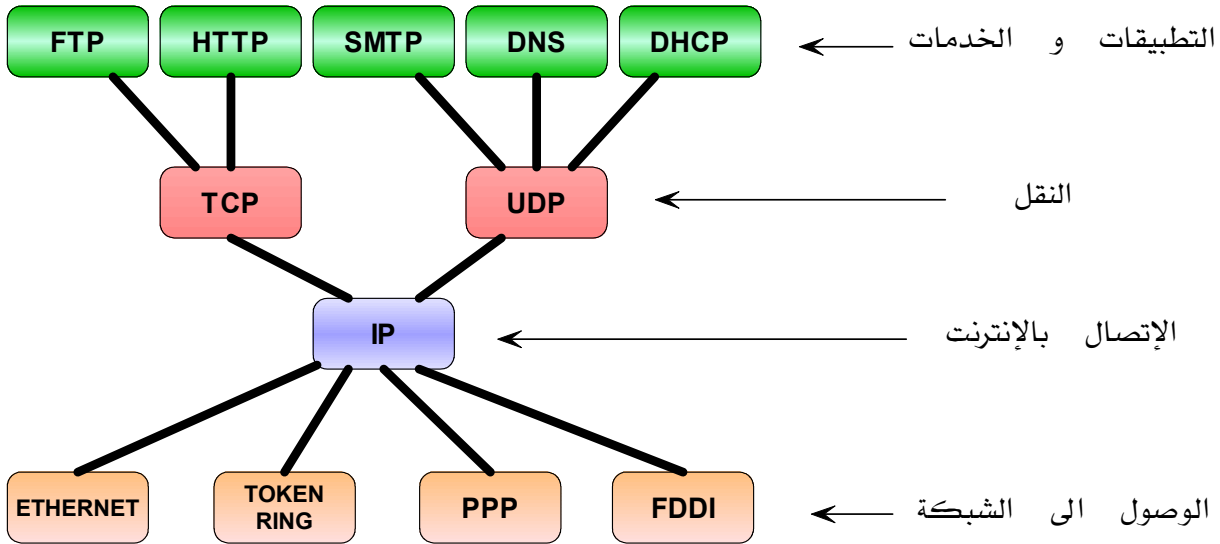 FTP HTTP SMTP DNS DHCP التطبيقات و الخدمات
TCP UDP النقل
IP الإتصال بالإنترنت
ETHERNET TOKEN RING PPP FDDI الوصول الى الشبكة